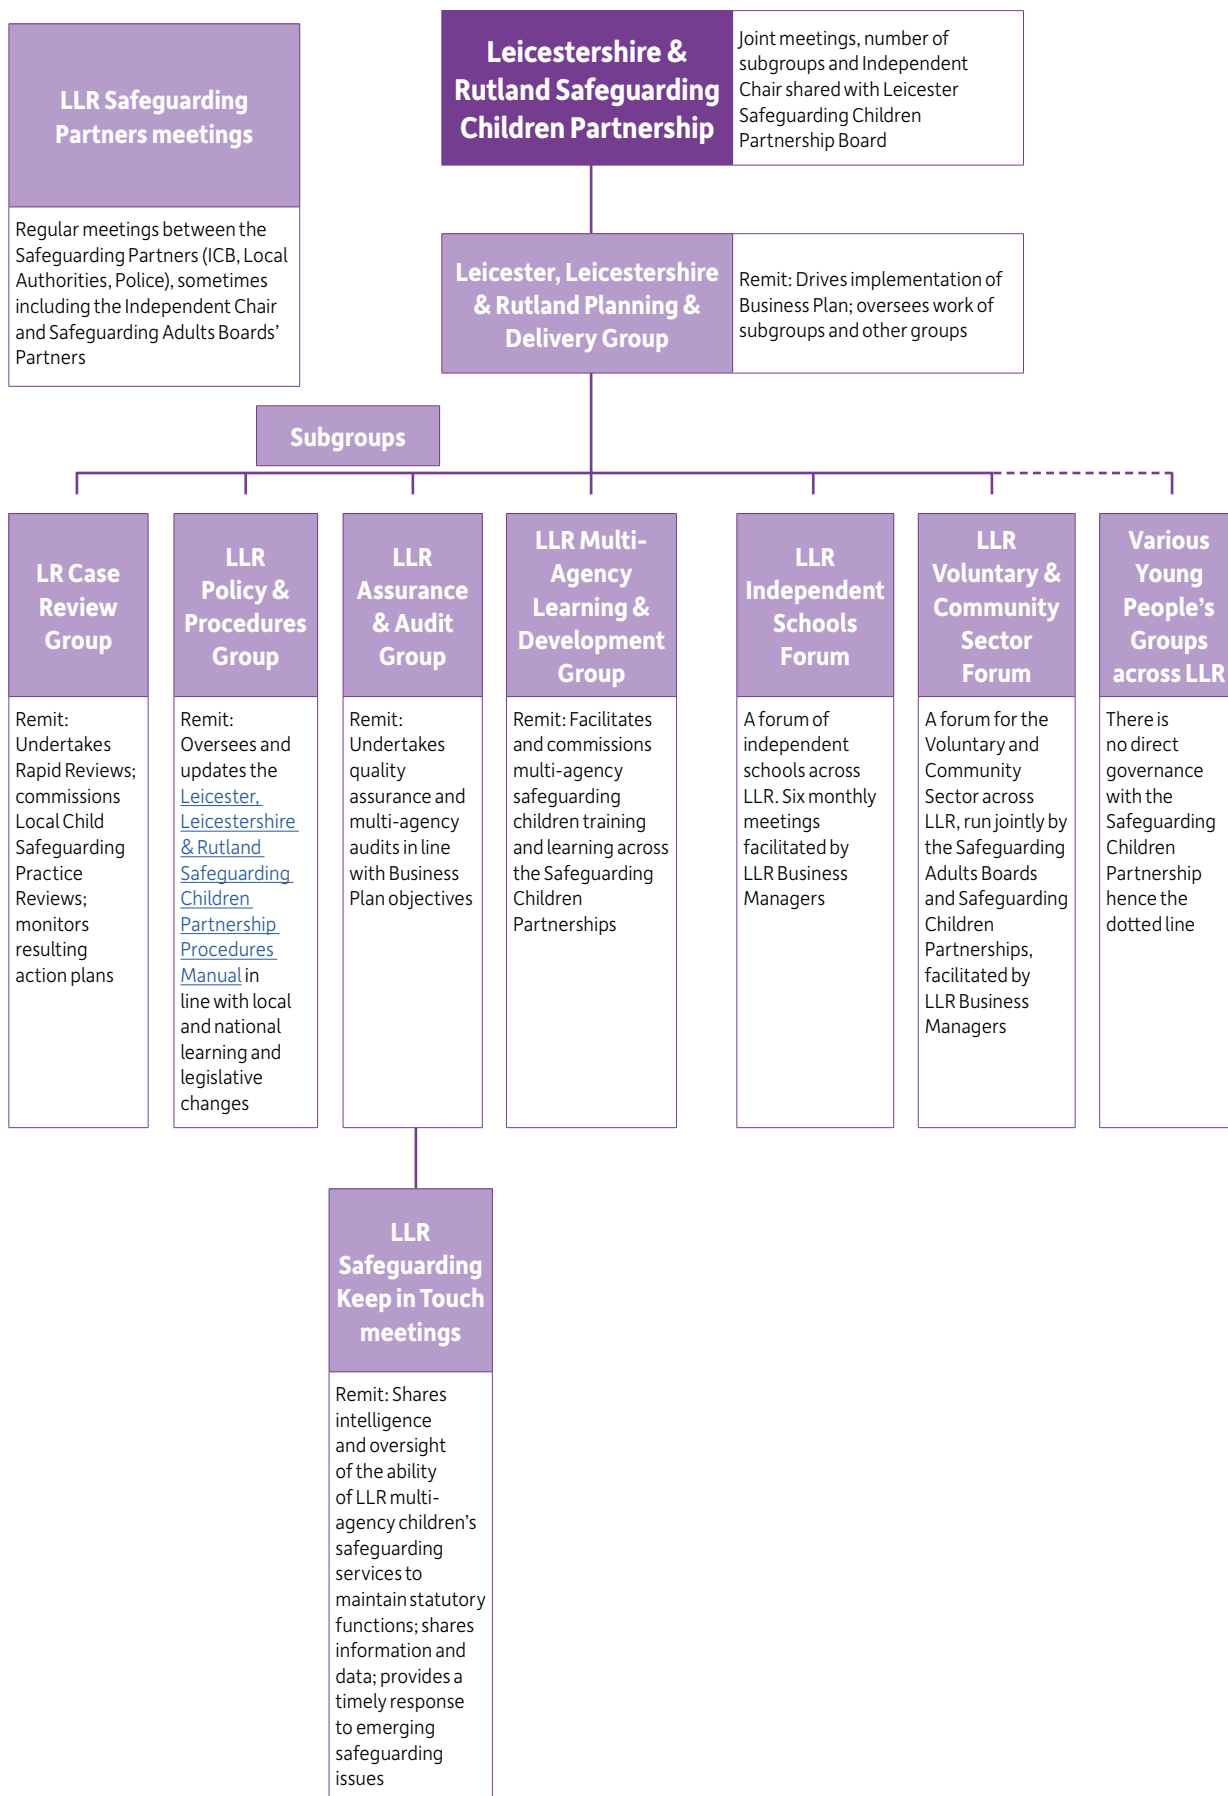 LLR Safeguarding
Partners meetings
Regular meetings between the
Safeguarding Partners (ICB, Local
Authorities, Police), sometimes
including the Independent Chair
and Safeguarding Adults Boards’
Partners
Leicestershire &
Rutland Safeguarding
Children Partnership
Joint meetings, number of
subgroups and Independent
Chair shared with Leicester
Safeguarding Children
Partnership Board
Leicester, Leicestershire
& Rutland Planning &
Delivery Group
Remit: Drives implementation of
Business Plan; oversees work of
subgroups and other groups
Subgroups
LR Case
Review
Group
Remit:
Undertakes
Rapid Reviews;
commissions
Local Child
Safeguarding
Practice
Reviews;
monitors
resulting
action plans
LLR
Policy &
Procedures
Group
Remit:
Oversees and
updates the
Leicester,
Leicestershire
& Rutland
Safeguarding
Children
Partnership
Procedures
Manual in
line with local
and national
learning and
legislative
changes
LLR
Assurance
& Audit
Group
Remit:
Undertakes
quality
assurance and
multi-agency
audits in line
with Business
Plan objectives
LLR Multi-
Agency
Learning &
Development
Group
Remit: Facilitates
and commissions
multi-agency
safeguarding
children training
and learning across
the Safeguarding
Children
Partnerships
LLR
Independent
Schools
Forum
A forum of
independent
schools across
LLR. Six monthly
meetings
facilitated by
LLR Business
Managers
LLR
Voluntary &
Community
Sector
Forum
A forum for the
Voluntary and
Community
Sector across
LLR, run jointly by
the Safeguarding
Adults Boards
and Safeguarding
Children
Partnerships,
facilitated by
LLR Business
Managers
Various
Young
People’s
Groups
across LLR
There is
no direct
governance
with the
Safeguarding
Children
Partnership
hence the
dotted line
LLR
Safeguarding
Keep in Touch
meetings
Remit: Shares
intelligence
and oversight
of the ability
of LLR multi-
agency children’s
safeguarding
services to
maintain statutory
functions; shares
information and
data; provides a
timely response
to emerging
safeguarding
issues